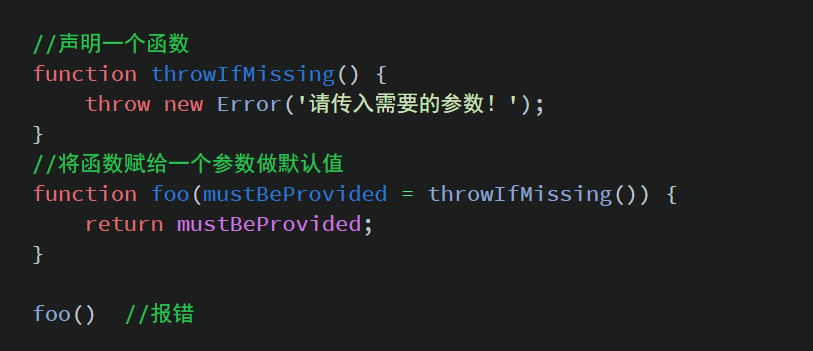 //声明一个函数
function throwIfMissing() {
    throw new Error('请传入需要的参数！');
}
//将函数赋给一个参数做默认值
function foo(mustBeProvided = throwIfMissing()) {
    return mustBeProvided;
}
foo()  //报错